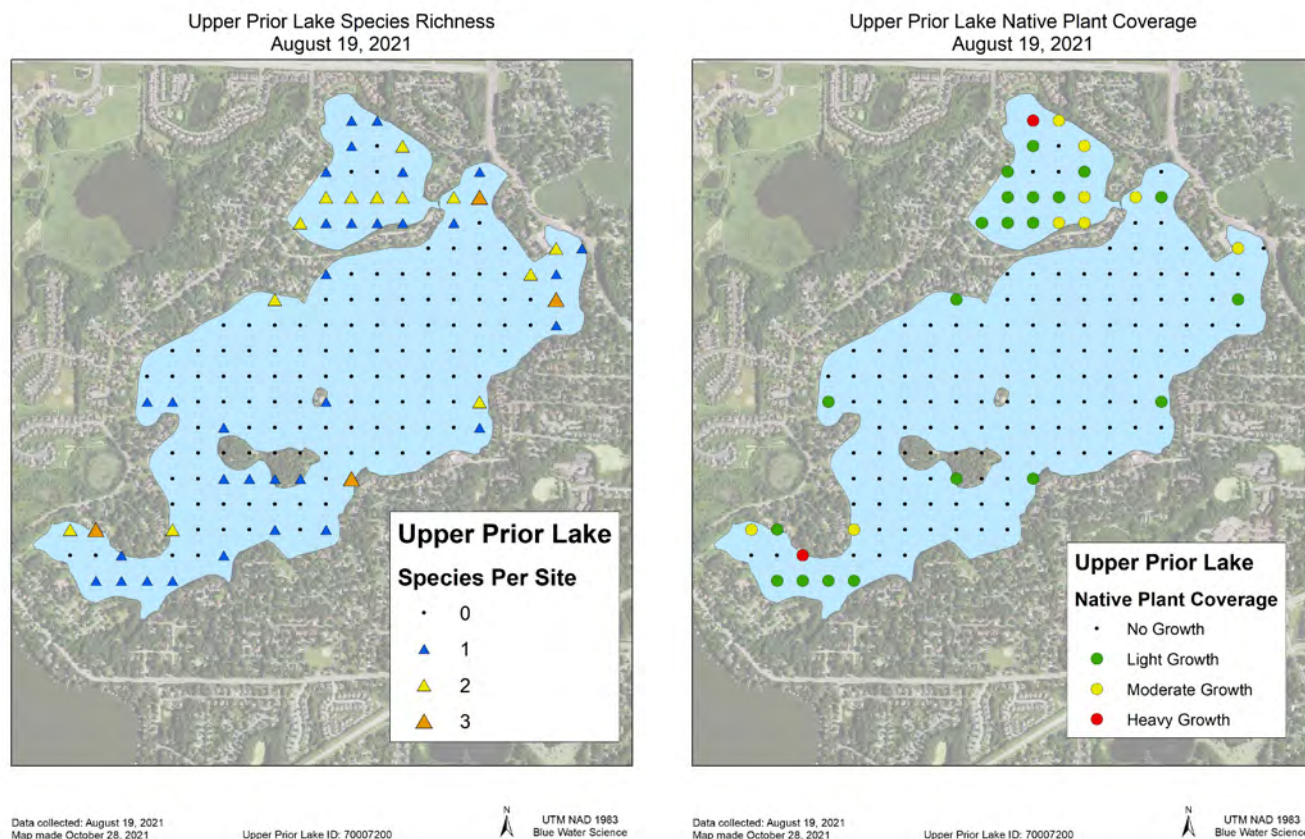 Upper Prior Lake Species Richness
August 19, 2021
Upper Prior Lake
Species Per Site
0
1
2
3
Data collected: August 19, 2021
Map made October 28, 2021
Upper Prior Lake ID: 70007200
N
UTM NAD 1983
Blue Water Science
Upper Prior Lake Native Plant Coverage
August 19, 2021
Upper Prior Lake
Native Plant Coverage
No Growth
Light Growth
Moderate Growth
Heavy Growth
Data collected: August 19, 2021
Map made October 28, 2021
Upper Prior Lake ID: 70007200
N
UTM NAD 1983
Blue Water Science